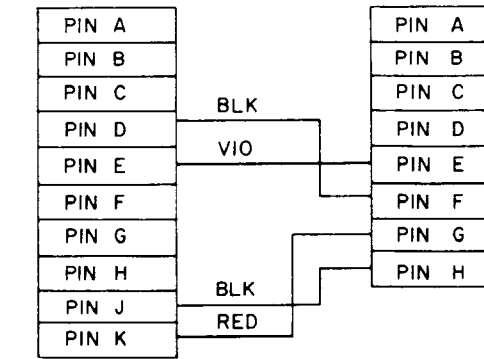 PIN A
PIN B
PIN C
PIN D
PIN E
PIN F
PIN G
PIN H
PIN J
PIN K
BLK
VIO
BLK
RED
PIN A
PIN B
PIN C
PIN D
PIN E
PIN F
PIN G
PIN H